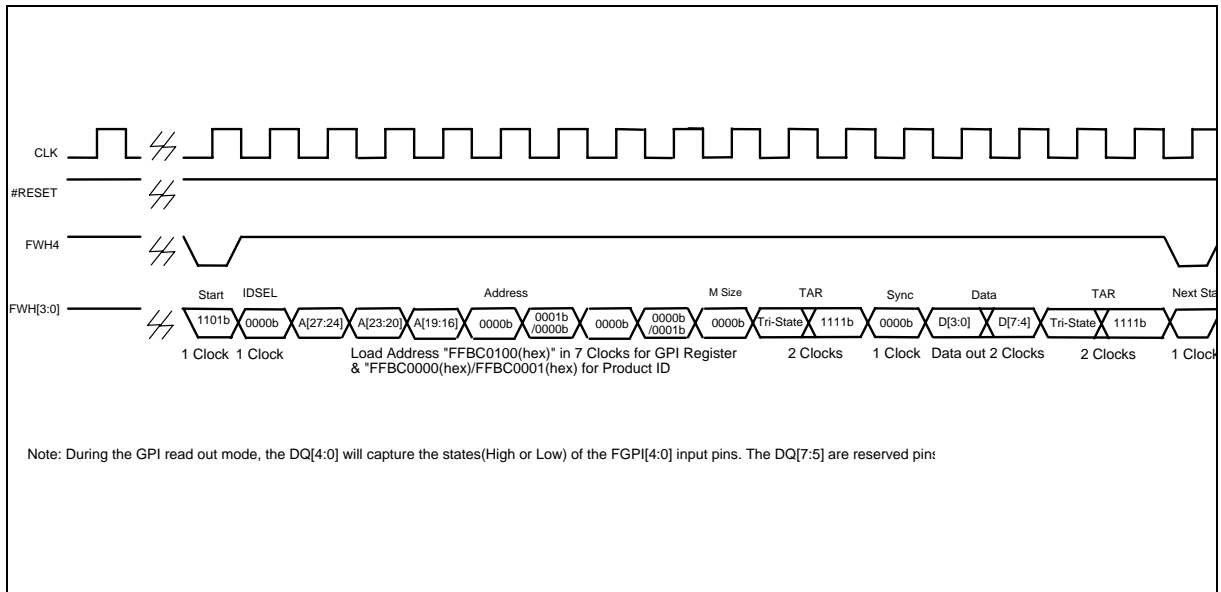 CLK
#RESET
FWH4
FWH[3:0]
Start IDSEL Address M Size TAR Sync Data TAR Next Sta
1101b 0000b A[27:24] A[23:20] A[19:16] 0000b 0001b /0000b 0000b 0000b /0001b 0000b Tri-State 1111b 0000b D[3:0] D[7:4] Tri-State 1111b
1 Clock 1 Clock Load Address "FFBC0100(hex)" in 7 Clocks for GPI Register 2 Clocks 1 Clock Data out 2 Clocks 2 Clocks 1 Clock
& "FFBC0000(hex)/FFBC0001(hex) for Product ID
Note: During the GPI read out mode, the DQ[4:0] will capture the states(High or Low) of the FGPI[4:0] input pins. The DQ[7:5] are reserved pins